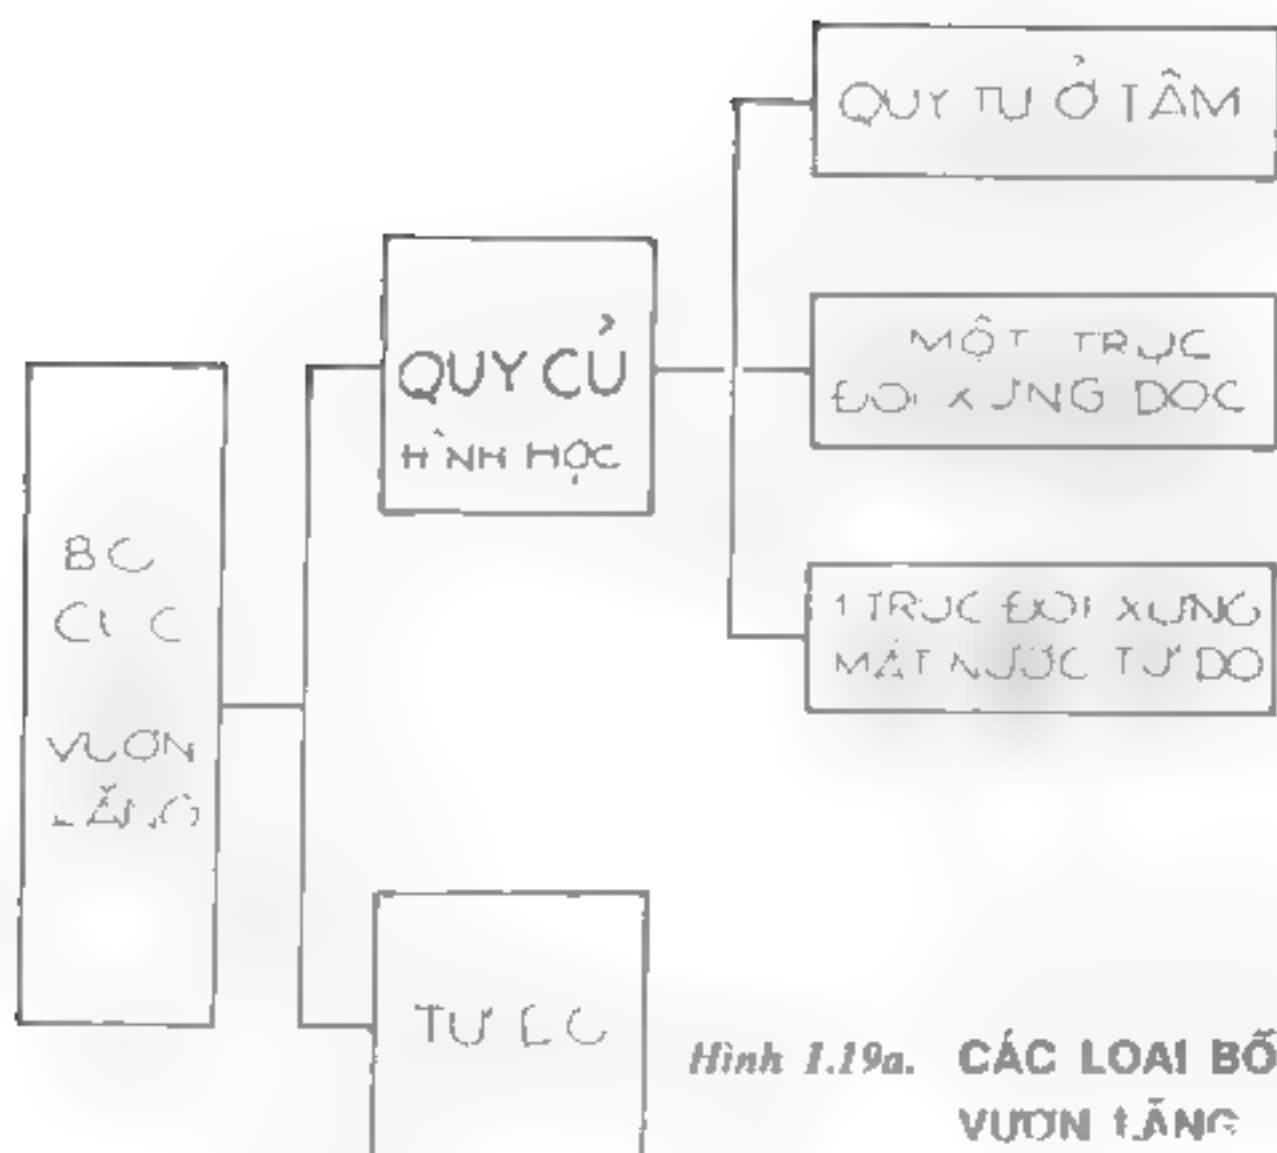 QUY TỤ Ở TÂM
MỘT TRỤC
ĐỐI XỨNG DỌC
QUY CỦ
HÌNH HỌC
BỐ
CỤC
VƯỜN
LĂNG
1 TRỤC ĐỐI XỨNG
MẶT NƯỚC TỰ DO
TỰ DO
Hình I.19a. CÁC LOẠI BỐ
VƯỜN LĂNG